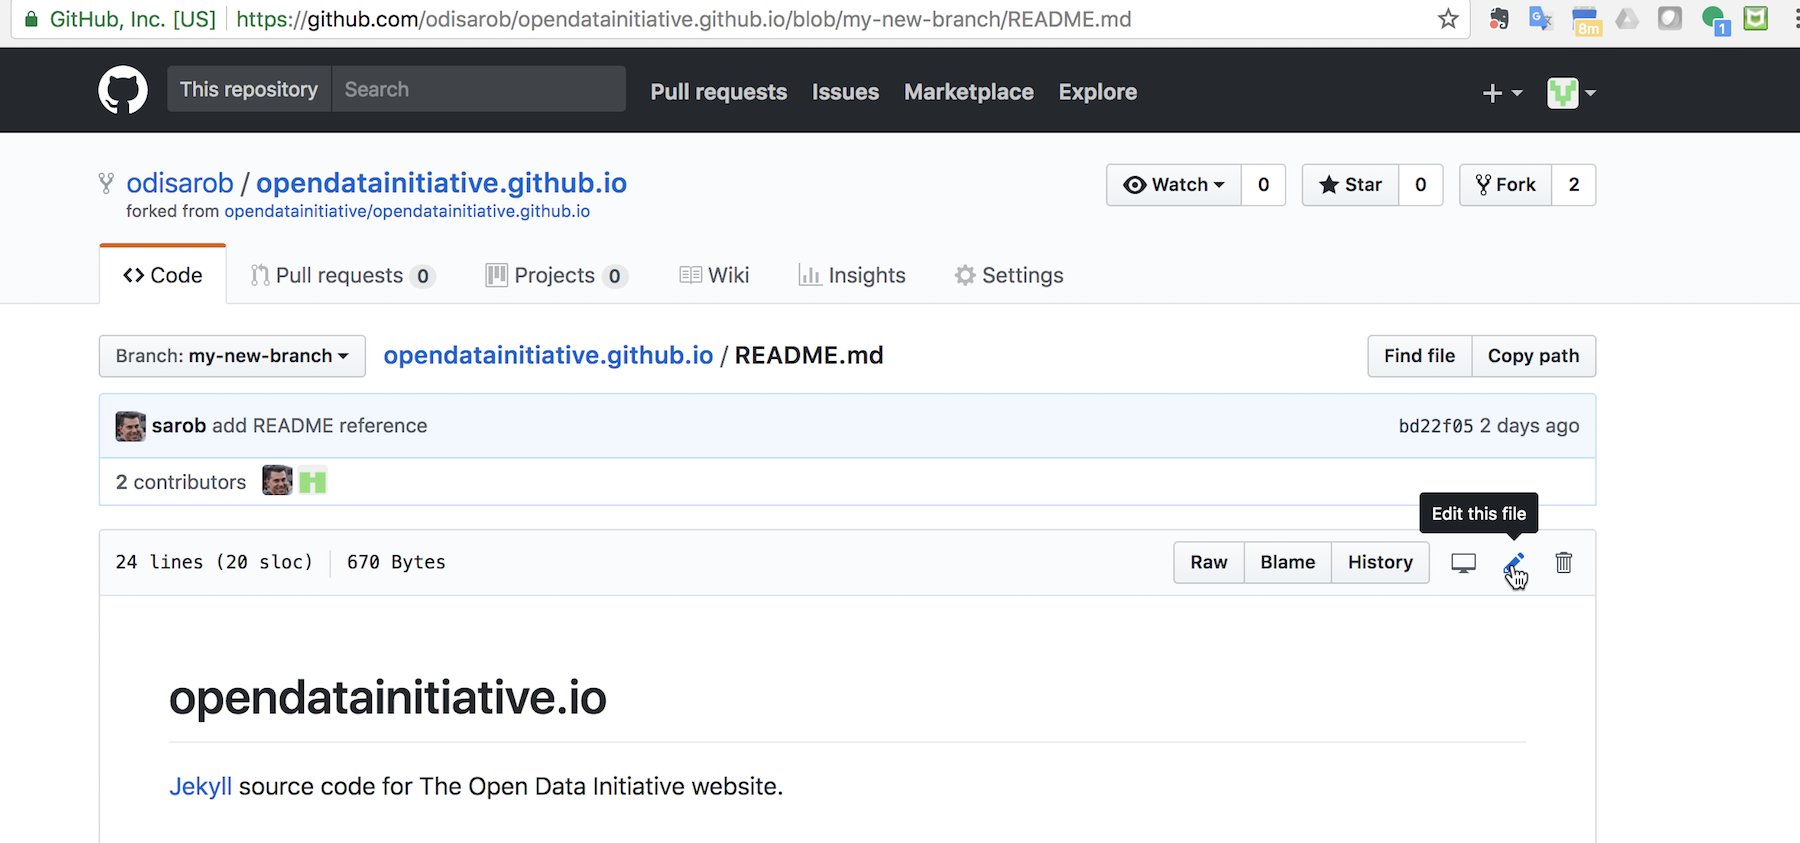 GitHub, Inc. [US] https://github.com/odisarob/opendatainitiative.github.io/blob/my-new-branch/README.md
8m 1
This repository Search Pull requests Issues Marketplace Explore
odisarob / opendatainitiative.github.io
forked from opendatainitiative/opendatainitiative.github.io
Watch 0 Star 0 Fork 2
Code Pull requests 0 Projects 0 Wiki Insights Settings
Branch: my-new-branch opendatainitiative.github.io / README.md Find file Copy path
sarob add README reference bd22f05 2 days ago
2 contributors
Edit this file
24 lines (20 sloc) 670 Bytes Raw Blame History
opendatainitiative.io
Jekyll source code for The Open Data Initiative website.